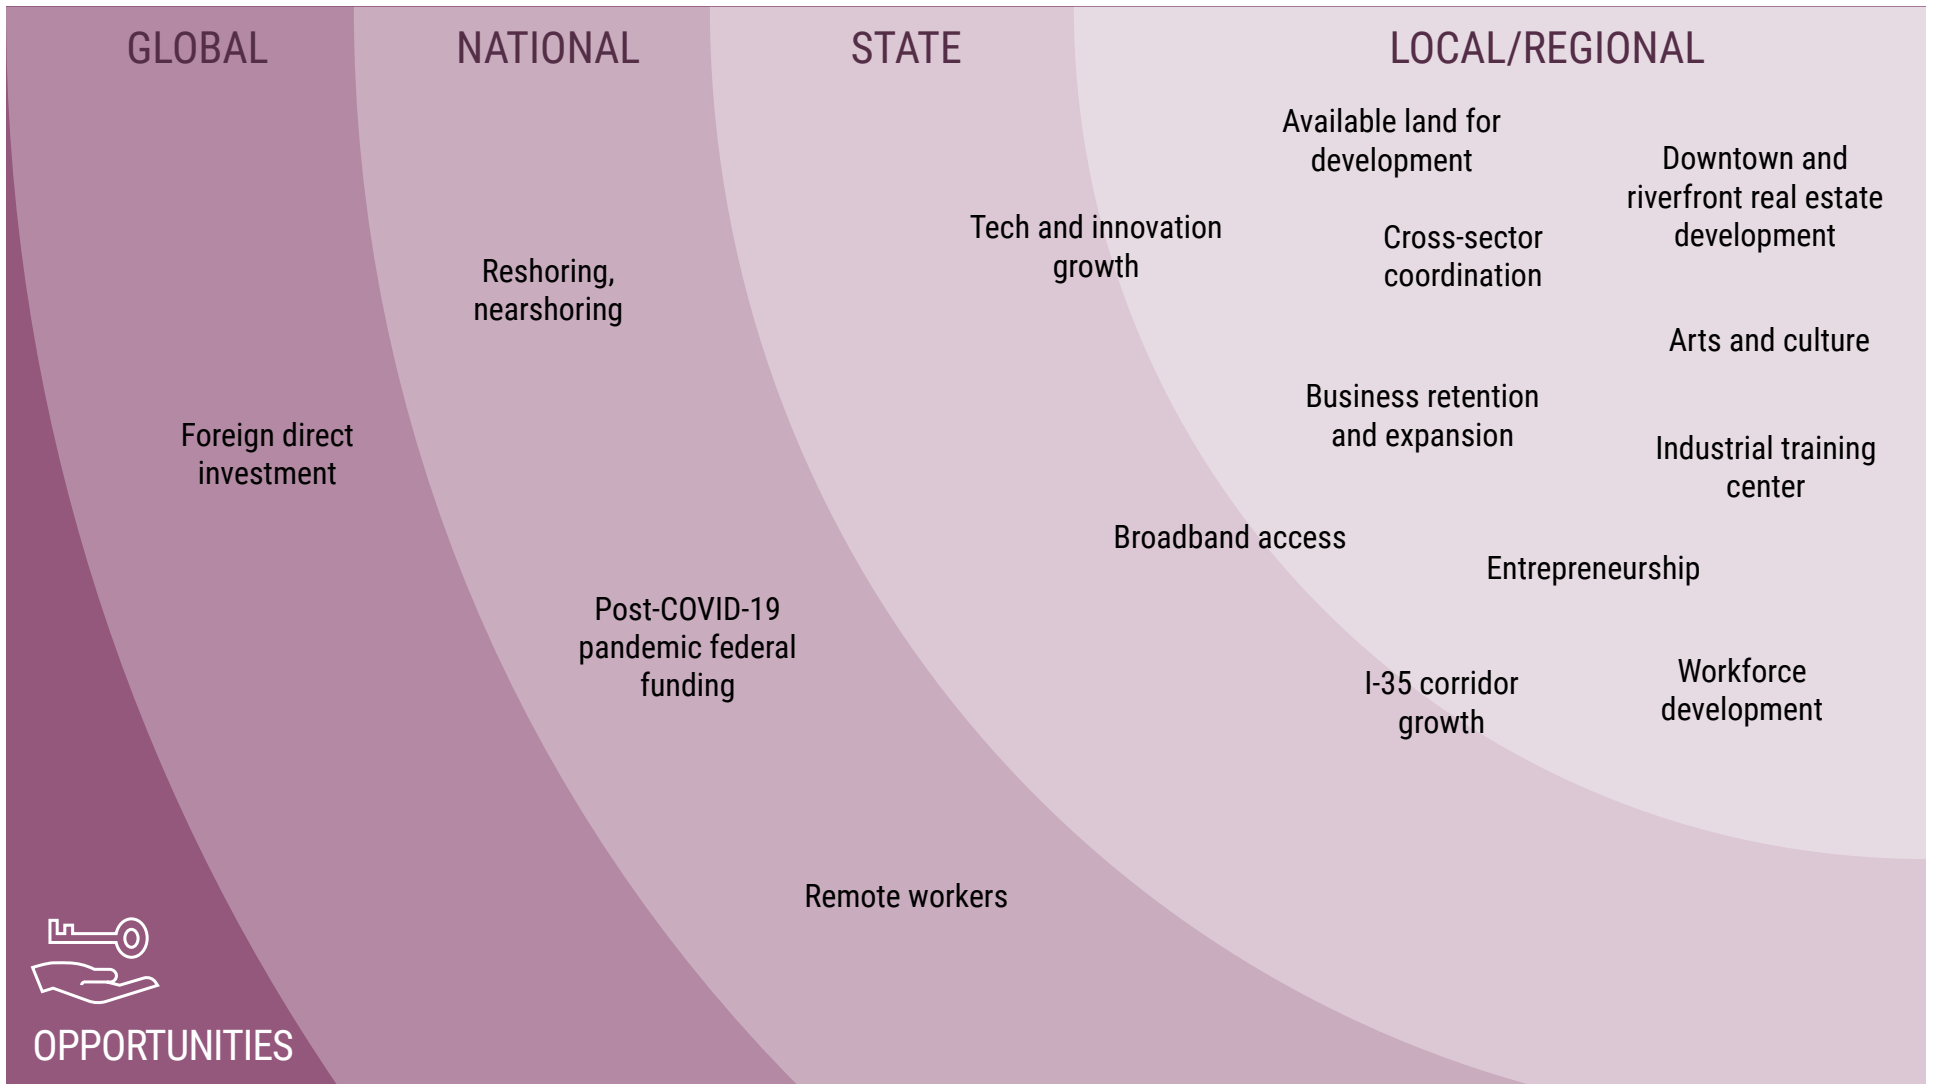 GLOBAL
NATIONAL
STATE
LOCAL/REGIONAL
Foreign direct
investment
Reshoring,
nearshoring
Post-COVID-19
pandemic federal
funding
Remote workers
Tech and innovation
growth
Broadband access
I-35 corridor
growth
Available land for
development
Downtown and
riverfront real estate
development
Cross-sector
coordination
Arts and culture
Business retention
and expansion
Industrial training
center
Entrepreneurship
Workforce
development
OPPORTUNITIES